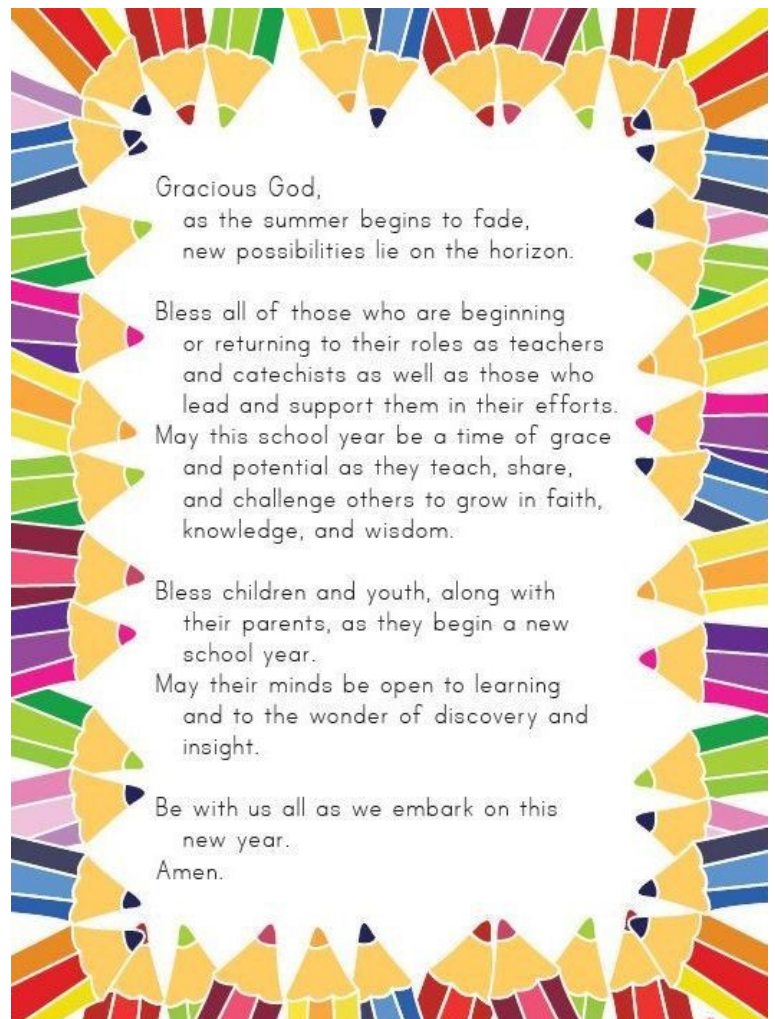 Gracious God,
as the summer begins to fade,
new possibilities lie on the horizon.
Bless all of those who are beginning
or returning to their roles as teachers
and catechists as well as those who
lead and support them in their efforts.
May this school year be a time of grace
and potential as they teach, share,
and challenge others to grow in faith,
knowledge, and wisdom.
Bless children and youth, along with
their parents, as they begin a new
school year.
May their minds be open to learning
and to the wonder of discovery and
insight.
Be with us all as we embark on this
new year.
Amen.